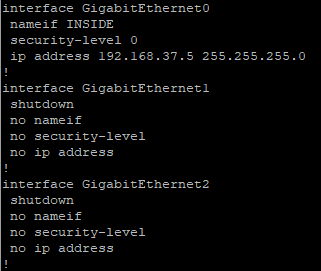 interface GigabitEthernet0
 nameif INSIDE
 security-level 0
 ip address 192.168.37.5 255.255.255.0
!
interface GigabitEthernet1
 shutdown
 no nameif
 no security-level
 no ip address
!
interface GigabitEthernet2
 shutdown
 no nameif
 no security-level
 no ip address
!